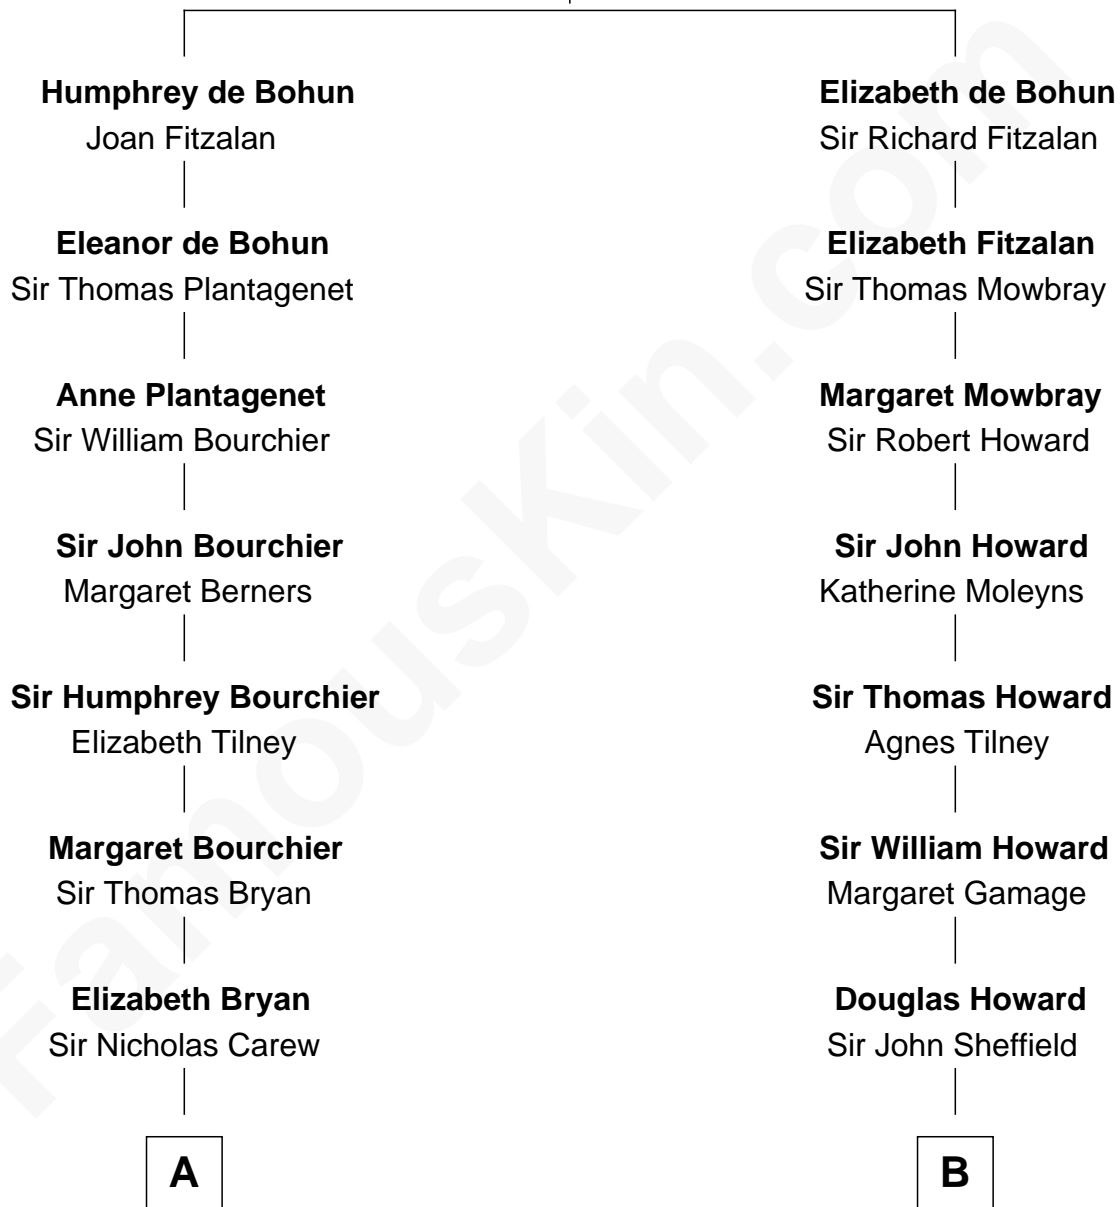 Humphrey de Bohun
Joan Fitzalan
Eleanor de Bohun
Sir Thomas Plantagenet
Anne Plantagenet
Sir William Bourchier
Sir John Bourchier
Margaret Berners
Sir Humphrey Bourchier
Elizabeth Tilney
Margaret Bourchier
Sir Thomas Bryan
Elizabeth Bryan
Sir Nicholas Carew
A
Elizabeth de Bohun
Sir Richard Fitzalan
Elizabeth Fitzalan
Sir Thomas Mowbray
Margaret Mowbray
Sir Robert Howard
Sir John Howard
Katherine Moleyns
Sir Thomas Howard
Agnes Tilney
Sir William Howard
Margaret Gamage
Douglas Howard
Sir John Sheffield
B
FamousKin.com